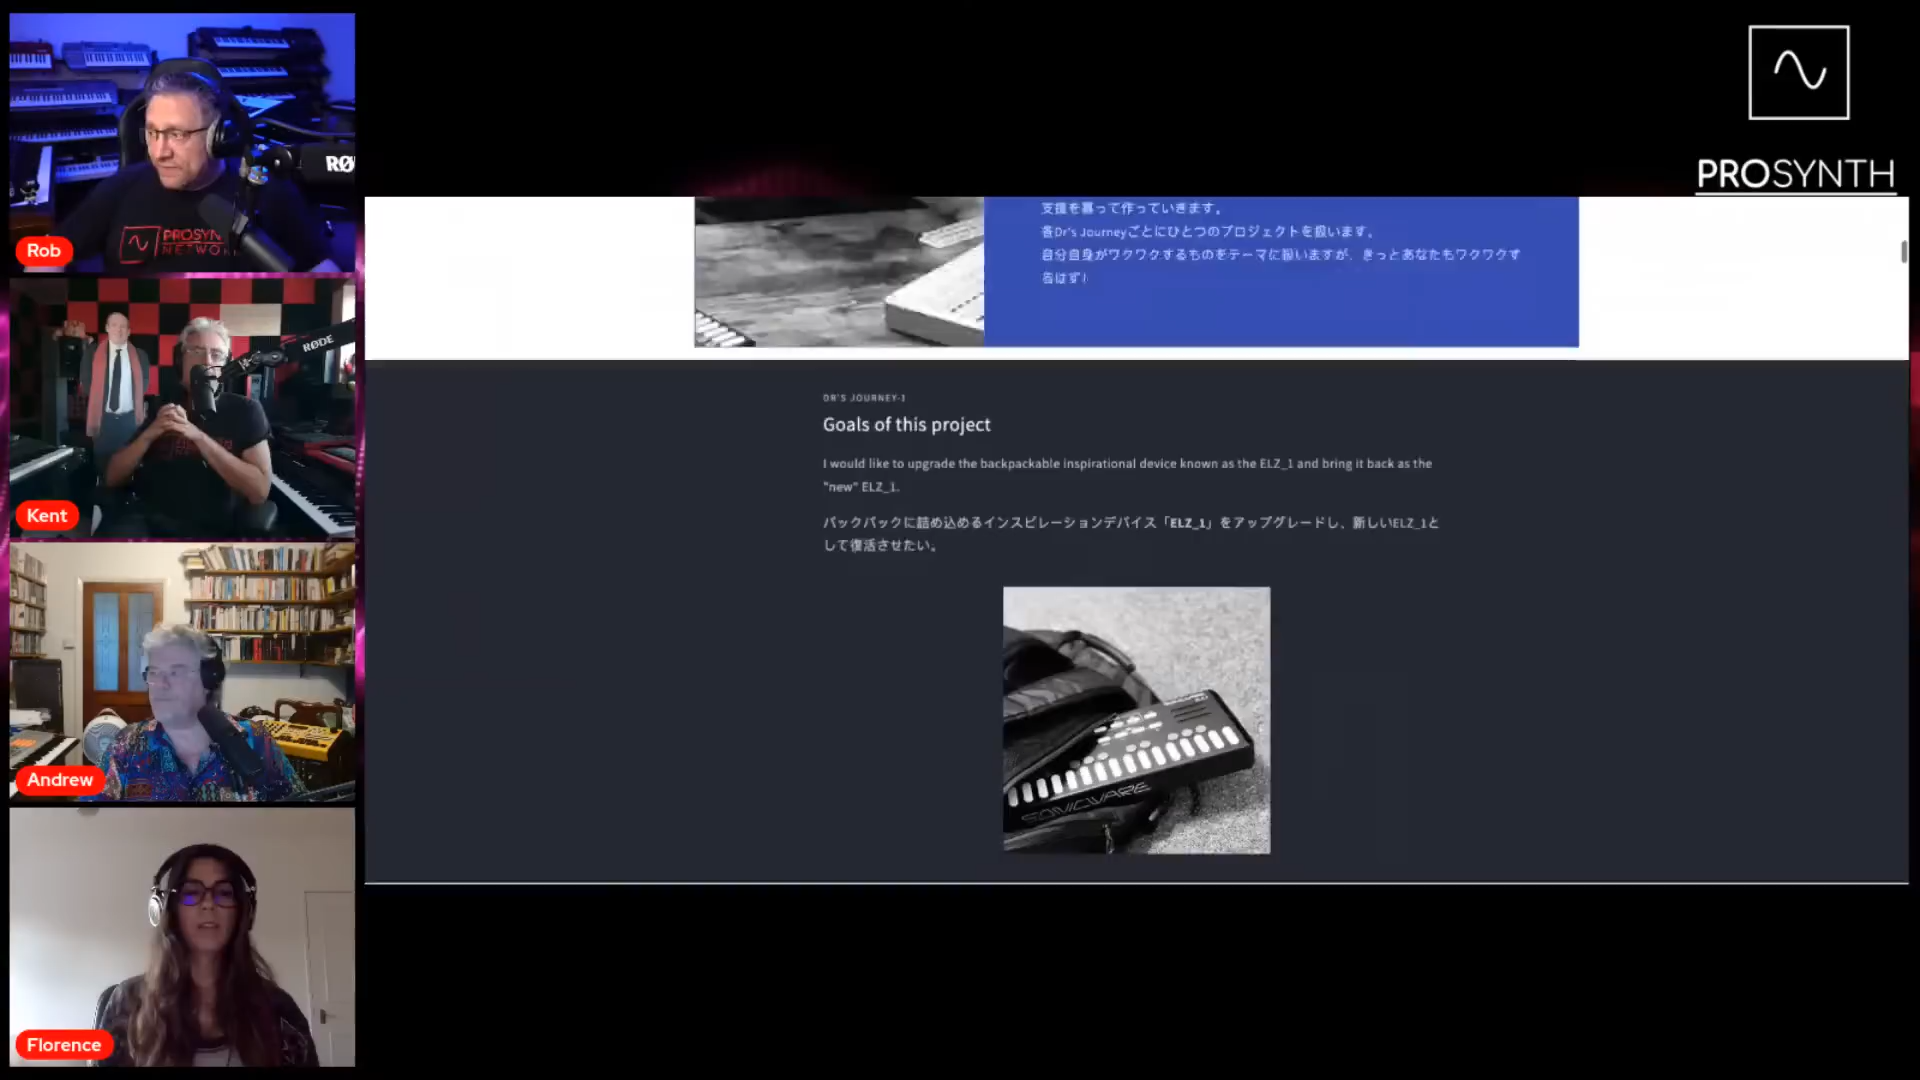 RØ
PROSYN
NETWOR
Rob
RØDE
Kent
Andrew
Florence
PROSYNTH
支援を募って作っていきます。
各Dr's Journeyごとにひとつのプロジェクトを扱います。
自分自身がワクワクするものをテーマに扱いますが、きっとあなたもワクワクす
DR'S JOURNEY-1
Goals of this project
I would like to upgrade the backpackable inspirational device known as the ELZ_1 and bring it back as the
"new" ELZ_1.
バックパックに詰め込めるインスピレーションデバイス「ELZ_1」をアップグレードし、新しいELZ_1と
して復活させたい。
SONICWARE